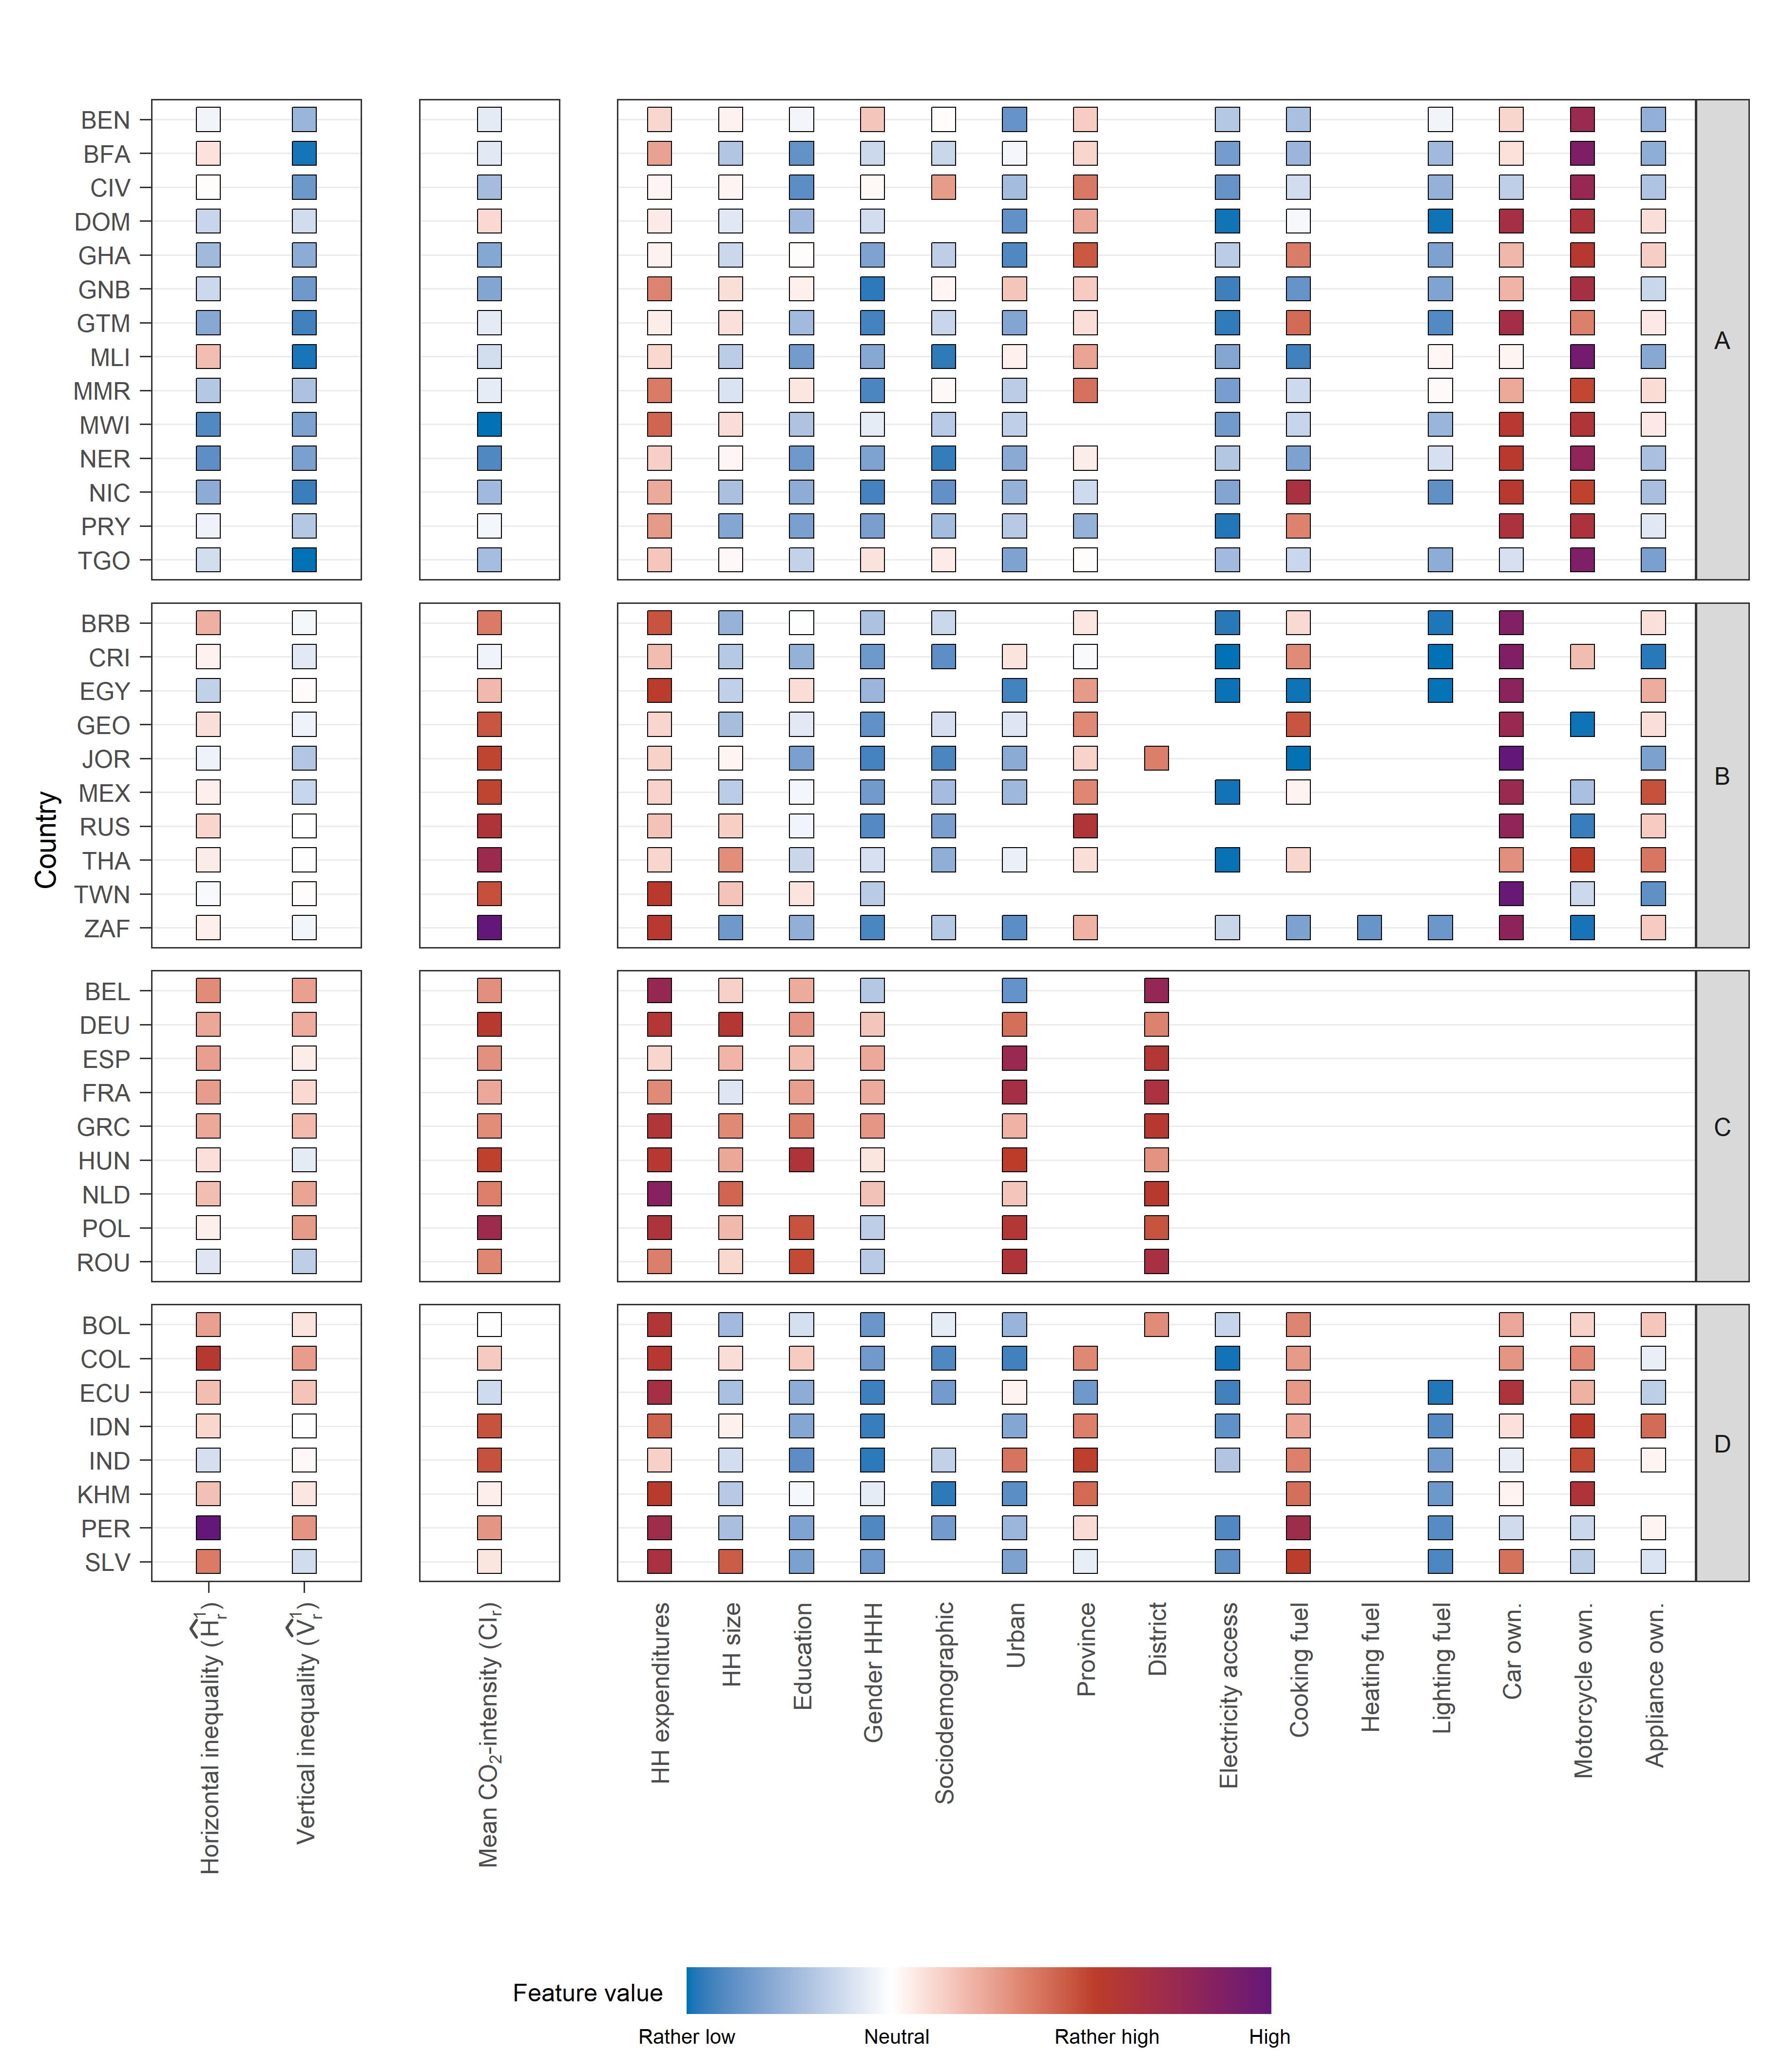 Country
BEN
BFA
CIV
DOM
GHA
GNB
GTM
MLI
MMR
MWI
NER
NIC
PRY
TGO
A
BRB
CRI
EGY
GEO
JOR
MEX
RUS
THA
TWN
ZAF
B
BEL
DEU
ESP
FRA
GRC
HUN
NLD
POL
ROU
C
BOL
COL
ECU
IDN
IND
KHM
PER
SLV
D
Horizontal inequality (Ĥ¹ᵣ)
Vertical inequality (V̂¹ᵣ)
Mean CO₂-intensity (CIᵣ)
HH expenditures
HH size
Education
Gender HHH
Sociodemographic
Urban
Province
District
Electricity access
Cooking fuel
Heating fuel
Lighting fuel
Car own.
Motorcycle own.
Appliance own.
Feature value
Rather low
Neutral
Rather high
High